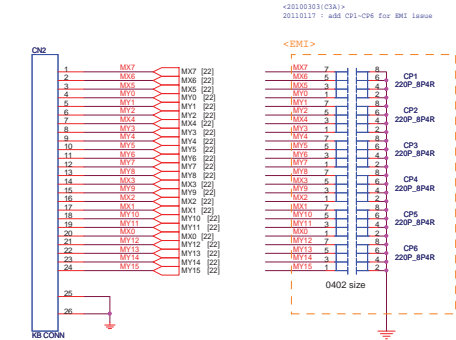 <20100303(C3A)>
20110117 : add CP1~CP6 for EMI issue
<EMI>
CN2
1 MX7 MX7 [22]
2 MX6 MX6 [22]
3 MX5 MX5 [22]
4 MY0 MY0 [22]
5 MY1 MY1 [22]
6 MY2 MY2 [22]
7 MX4 MX4 [22]
8 MY3 MY3 [22]
9 MY4 MY4 [22]
10 MY5 MY5 [22]
11 MY6 MY6 [22]
12 MY7 MY7 [22]
13 MY8 MY8 [22]
14 MX3 MX3 [22]
15 MY9 MY9 [22]
16 MX2 MX2 [22]
17 MX1 MX1 [22]
18 MY10 MY10 [22]
19 MY11 MY11 [22]
20 MX0 MX0 [22]
21 MY12 MY12 [22]
22 MY13 MY13 [22]
23 MY14 MY14 [22]
24 MY15 MY15 [22]
25
26
KB CONN
MX7 7 8
MX6 5 6
MX5 3 4
MY0 1 2
CP1
220P_8P4R
MY1 7 8
MY2 5 6
MX4 3 4
MY3 1 2
CP2
220P_8P4R
MY4 7 8
MY5 5 6
MY6 3 4
MY7 1 2
CP3
220P_8P4R
MY8 7 8
MX3 5 6
MY9 3 4
MX2 1 2
CP4
220P_8P4R
MX1 7 8
MY10 5 6
MY11 3 4
MX0 1 2
CP5
220P_8P4R
MY12 7 8
MY13 5 6
MY14 3 4
MY15 1 2
CP6
220P_8P4R
0402 size